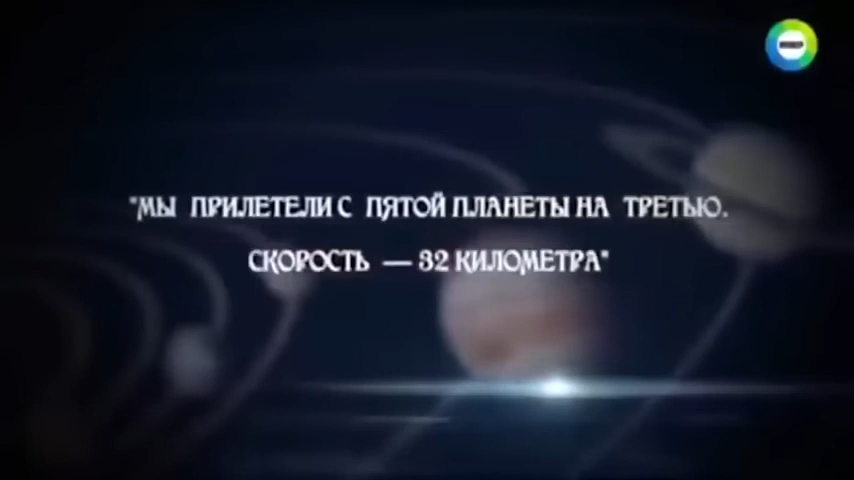 "МЫ ПРИЛЕТЕЛИ С ПЯТОЙ ПЛАНЕТЫ НА ТРЕТЬЮ.
СКОРОСТЬ — 32 КИЛОМЕТРА"